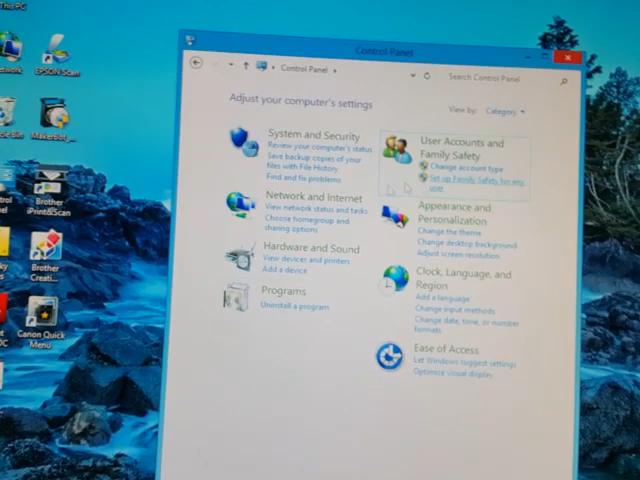 This PC
Control Panel
Control Panel
Search Control Panel
Adjust your computer's settings
View by: Category
System and Security
Review your computer's status
Save backup copies of your
files with File History
Find and fix problems
Network and Internet
View network status and tasks
Choose homegroup and
sharing options
Hardware and Sound
View devices and printers
Add a device
Programs
Uninstall a program
User Accounts and
Family Safety
Change account type
Set up Family Safety for any
user
Appearance and
Personalization
Change the theme
Change desktop background
Adjust screen resolution
Clock, Language, and
Region
Add a language
Change input methods
Change date, time, or number
formats
Ease of Access
Let Windows suggest settings
Optimize visual display
EPSON Scan
MakerBot_...
Brother
iPrint&Scan
Brother
Creati...
Canon Quick
Menu